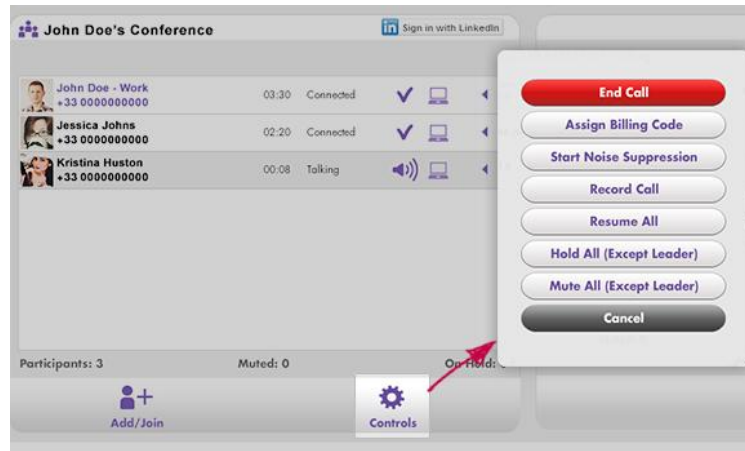 John Doe's Conference
Sign in with LinkedIn
John Doe - Work
+33 0000000000
03:30 Connected
Jessica Johns
+33 0000000000
02:20 Connected
Kristina Huston
+33 0000000000
00:08 Talking
Participants: 3 Muted: 0 On Hold:
Add/Join
Controls
End Call
Assign Billing Code
Start Noise Suppression
Record Call
Resume All
Hold All (Except Leader)
Mute All (Except Leader)
Cancel